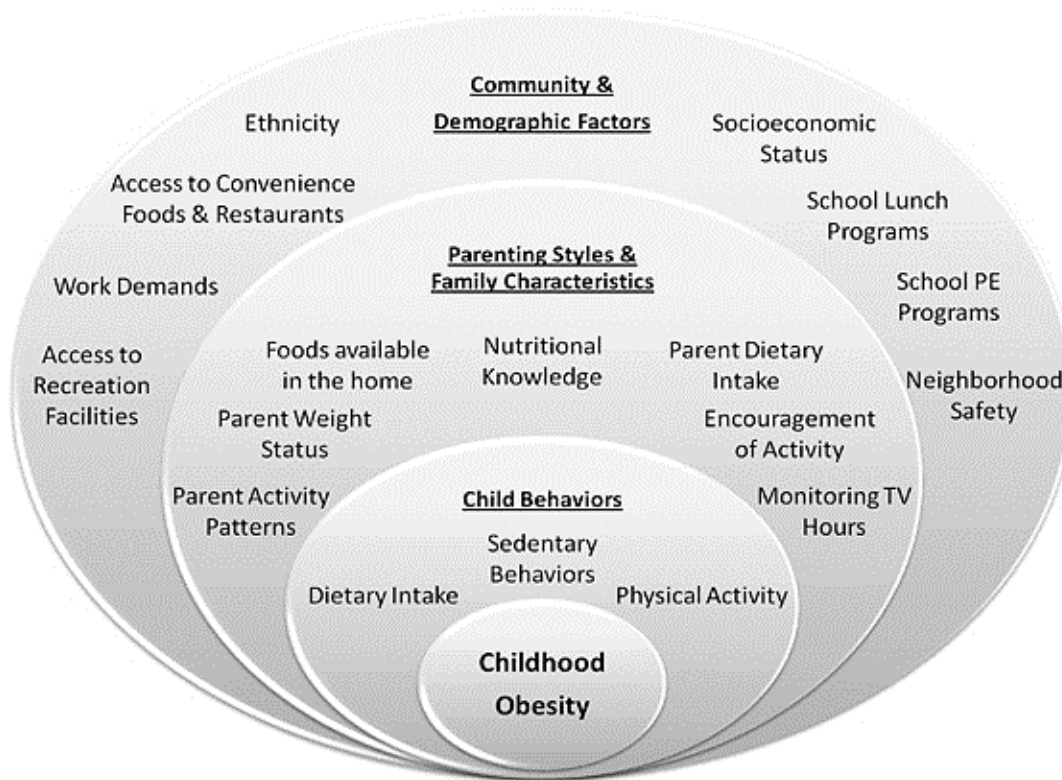 Community &
Demographic Factors
Ethnicity
Socioeconomic
Status
Access to Convenience
Foods & Restaurants
School Lunch
Programs
Work Demands
School PE
Programs
Access to
Recreation
Facilities
Neighborhood
Safety
Parenting Styles &
Family Characteristics
Foods available
in the home
Nutritional
Knowledge
Parent Dietary
Intake
Parent Weight
Status
Encouragement
of Activity
Parent Activity
Patterns
Monitoring TV
Hours
Child Behaviors
Sedentary
Behaviors
Dietary Intake
Physical Activity
Childhood
Obesity